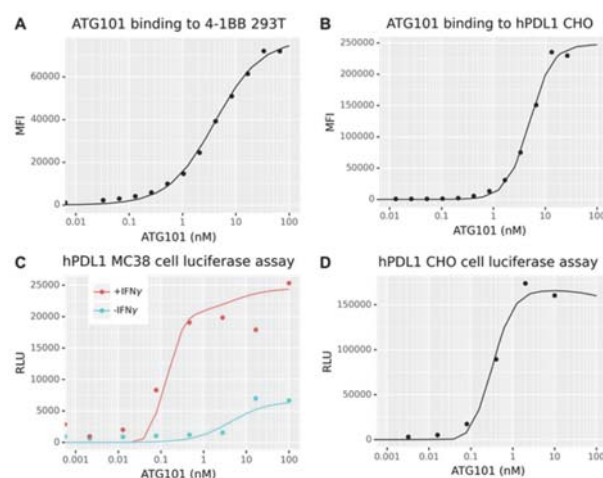 A
ATG101 binding to 4-1BB 293T
MFI
60000
40000
20000
0
0.01
0.1
1
10
100
ATG101 (nM)
B
ATG101 binding to hPDL1 CHO
MFI
250000
200000
150000
100000
50000
0
0.01
0.1
1
10
100
ATG101 (nM)
C
hPDL1 MC38 cell luciferase assay
RLU
25000
20000
15000
10000
5000
0
+IFNγ
-IFNγ
0.001
0.01
0.1
1
10
100
ATG101 (nM)
D
hPDL1 CHO cell luciferase assay
RLU
150000
100000
50000
0
0.01
0.1
1
10
100
ATG101 (nM)